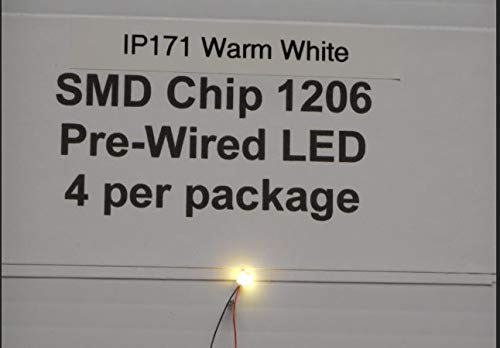 IP171 Warm White
SMD Chip 1206
Pre-Wired LED
4 per package